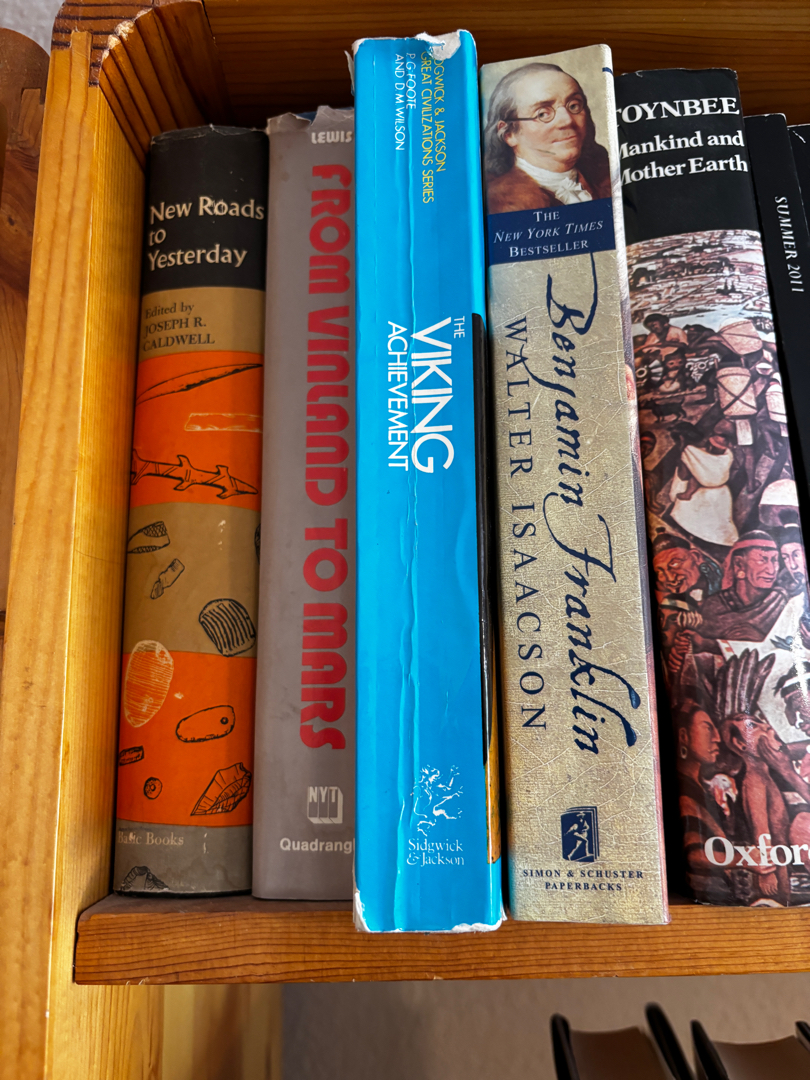 New Roads
to
Yesterday
Edited by
JOSEPH R.
CALDWELL
Basic Books
LEWIS
FROM VINLAND TO MARS
NYT
Quadrangl
SIDGWICK & JACKSON
GREAT CIVILIZATIONS SERIES
P G FOOTE
AND D M WILSON
THE
VIKING
ACHIEVEMENT
Sidgwick
& Jackson
THE
NEW YORK TIMES
BESTSELLER
Benjamin Franklin
WALTER ISAACSON
SIMON & SCHUSTER
PAPERBACKS
TOYNBEE
Mankind and
Mother Earth
Oxfor
SUMMER 2011